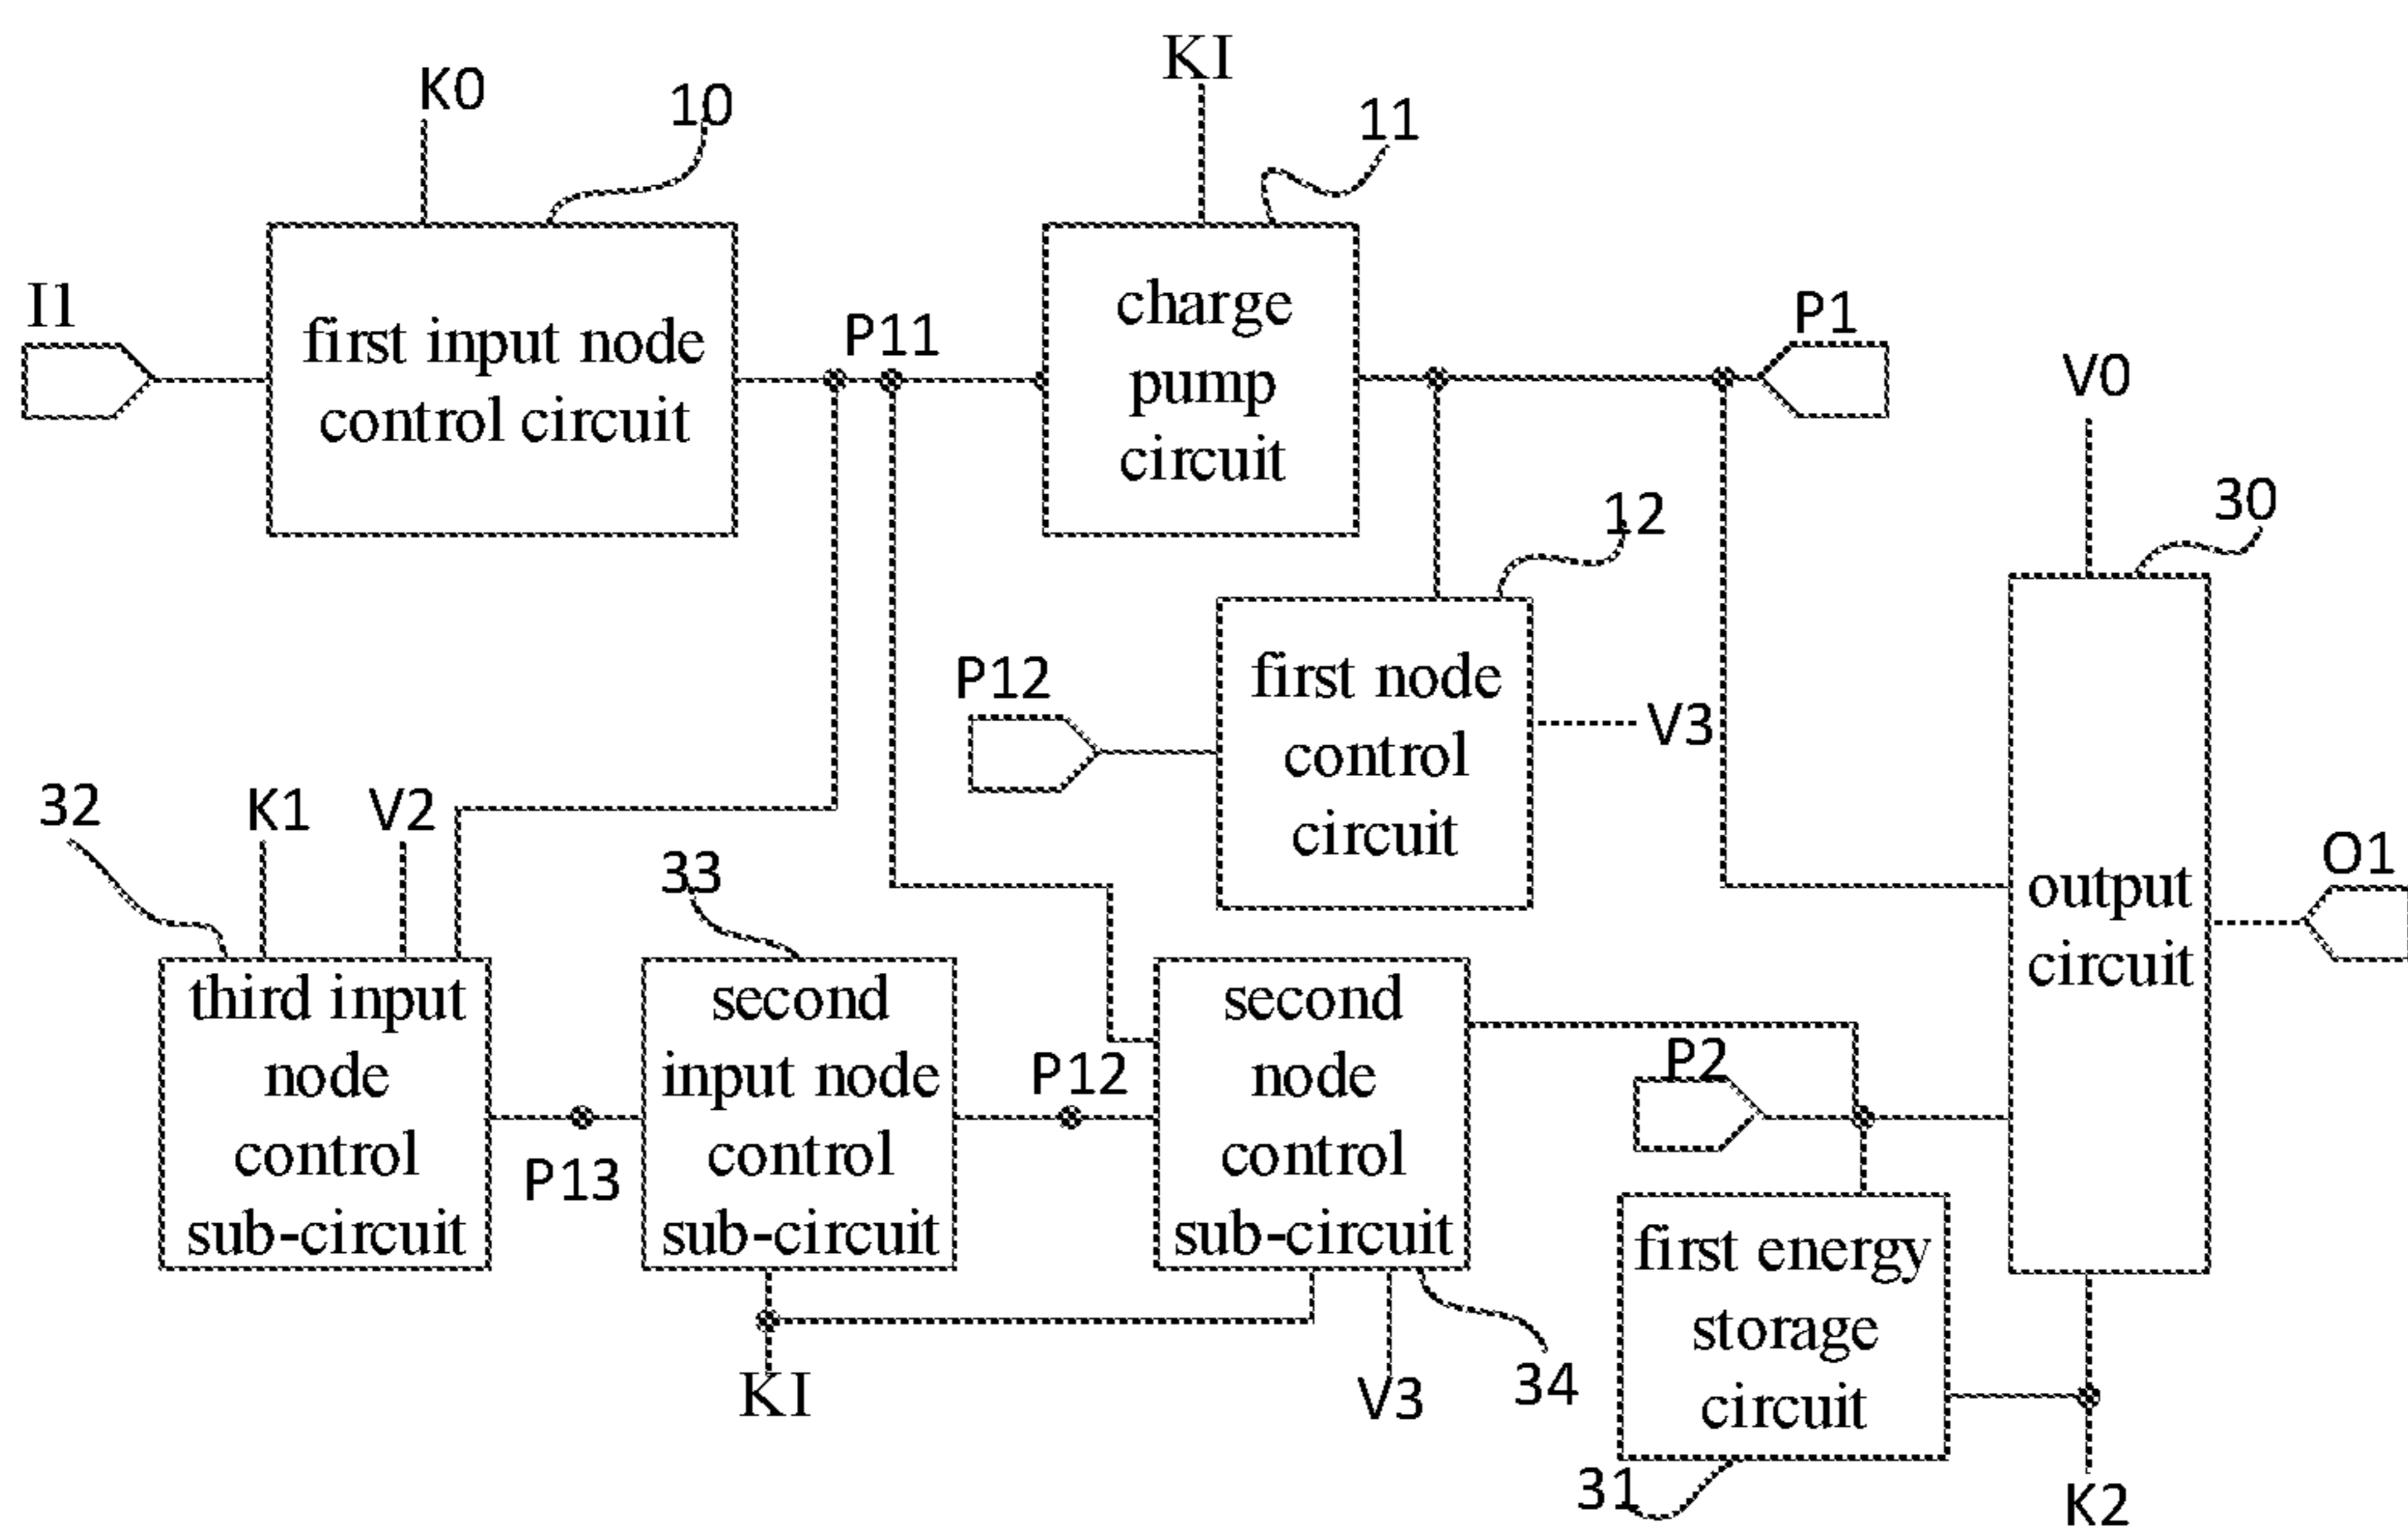 K0
10
KI
11
I1
first input node
control circuit
P11
charge
pump
circuit
P1
V0
12
30
P12
first node
control
circuit
V3
32
K1
V2
33
output
circuit
O1
third input
node
control
sub-circuit
P13
second
input node
control
sub-circuit
P12
second
node
control
sub-circuit
P2
first energy
storage
circuit
KI
V3
34
31
K2